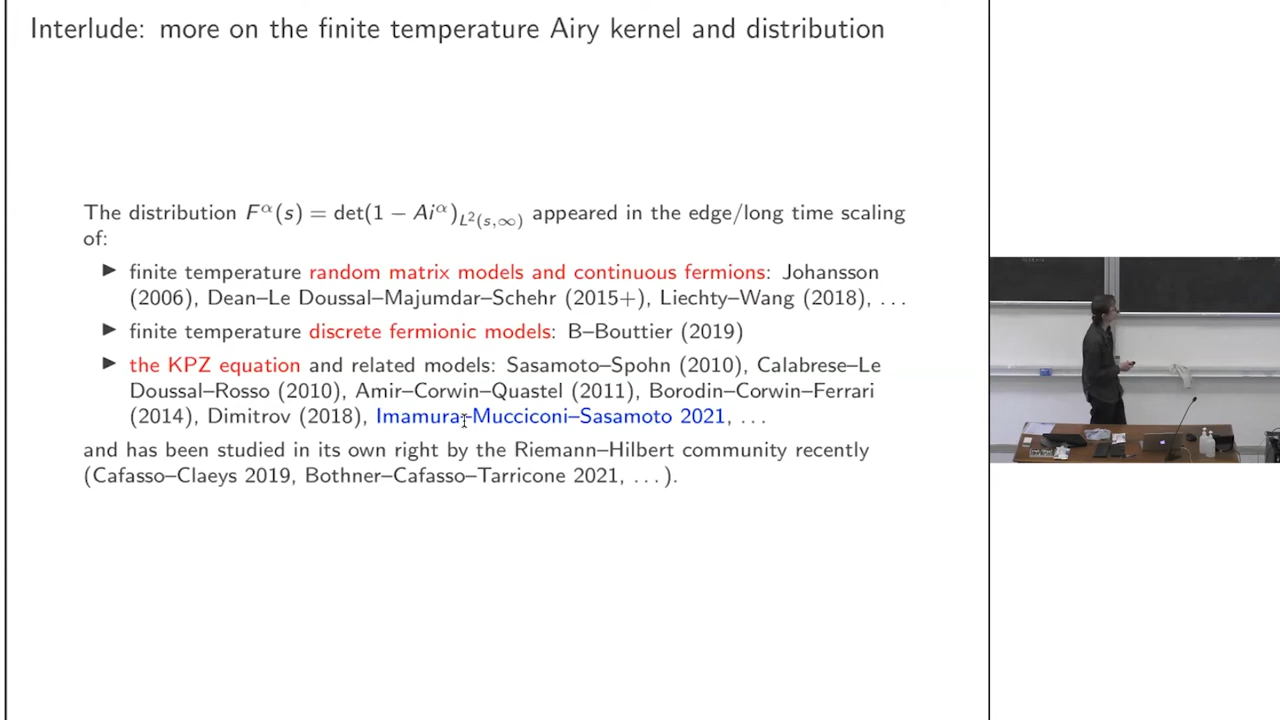 Interlude: more on the finite temperature Airy kernel and distribution
The distribution F^α(s) = det(1 − Ai^α)_{L²(s,∞)} appeared in the edge/long time scaling
of:
▶ finite temperature random matrix models and continuous fermions: Johansson
(2006), Dean–Le Doussal–Majumdar–Schehr (2015+), Liechty–Wang (2018), ...
▶ finite temperature discrete fermionic models: B–Bouttier (2019)
▶ the KPZ equation and related models: Sasamoto–Spohn (2010), Calabrese–Le
Doussal–Rosso (2010), Amir–Corwin–Quastel (2011), Borodin–Corwin–Ferrari
(2014), Dimitrov (2018), Imamura–Mucciconi–Sasamoto 2021, ...
and has been studied in its own right by the Riemann–Hilbert community recently
(Cafasso–Claeys 2019, Bothner–Cafasso–Tarricone 2021, ...).